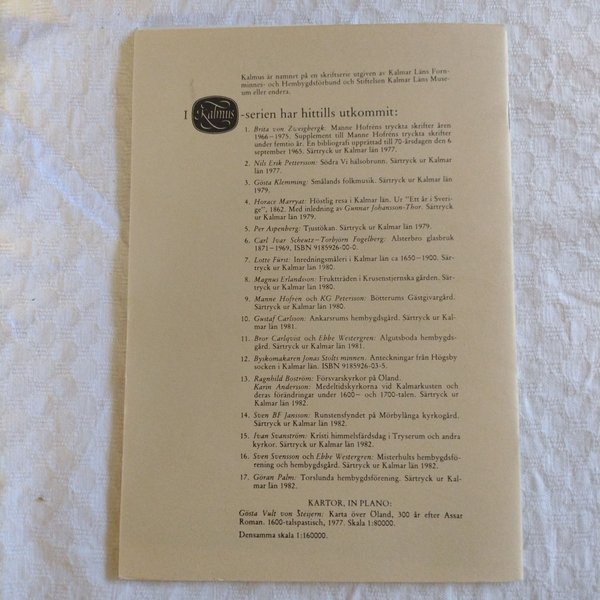 Kalmus är namnet på en skriftserie utgiven av Kalmar Läns Forn-
minnes- och Hembygdsförbund och Stiftelsen Kalmar Läns Muse-
um eller endera.
I Kalmus -serien har hittills utkommit:
1. Brita von Zweigbergk. Manne Hofréns tryckta skrifter åren
1966–1975. Supplement till Manne Hofréns tryckta skrifter
under femtio år. En bibliografi upprättad till 70-årsdagen den 6
september 1965. Särtryck ur Kalmar län 1977.
2. Nils Erik Pettersson: Södra Vi hälsobrunn. Särtryck ur Kalmar
län 1977.
3. Gösta Klemming: Smålands folkmusik. Särtryck ur Kalmar län
1979.
4. Horace Marryat: Höstlig resa i Kalmar län. Ur "Ett år i Sveri-
ge", 1862. Med inledning av Gunnar Johansson-Thor. Särtryck
ur Kalmar län 1979.
5. Per Aspenberg: Tjustökan. Särtryck ur Kalmar län 1979.
6. Carl Ivar Scheutz–Torbjörn Fogelberg: Alsterbro glasbruk
1871–1969, ISBN 9185926-00-0.
7. Lotte Fürst: Inredningsmåleri i Kalmar län ca 1650–1900. Sär-
tryck ur Kalmar län 1980.
8. Magnus Erlandsson: Fruktträden i Krusenstjernska gården. Sär-
tryck ur Kalmar län 1980.
9. Manne Hofrén och KG Petersson: Bötterums Gästgivargård.
Särtryck ur Kalmar län 1980.
10. Gustaf Carlsson: Ankarsrums hembygdsgård. Särtryck ur Kalmar
län 1981.
11. Bror Carlqvist och Ebbe Westergren: Algutsboda hembygds-
gård. Särtryck ur Kalmar län 1981.
12. Byskomakaren Jonas Stolts minnen. Anteckningar från Högsby
socken i Kalmar län. ISBN 9185926-03-5.
13. Ragnhild Boström: Försvarskyrkor på Öland.
Karin Andersson: Medeltidskyrkorna vid Kalmarkusten och
deras förändringar under 1600– och 1700-talen. Särtryck ur
Kalmar län 1982.
14. Sven BF Jansson: Runstensfyndet på Mörbylånga kyrkogård.
Särtryck ur Kalmar län 1982.
15. Ivan Svanström: Kristi himmelsfärdsdag i Tryserum och andra
kyrkor. Särtryck ur Kalmar län 1982.
16. Sven Svensson och Ebbe Westergren: Misterhults hembygdsfö-
rening och hembygdsgård. Särtryck ur Kalmar län 1982.
17. Göran Palm: Torslunda hembygdsförening. Särtryck ur Kal-
mar län 1982.
KARTOR, IN PLANO:
Gösta Vult von Steijern: Karta över Öland, 300 år efter Assar
Roman. 1600-talspastisch, 1977. Skala 1:80000.
Densamma skala 1:160000.